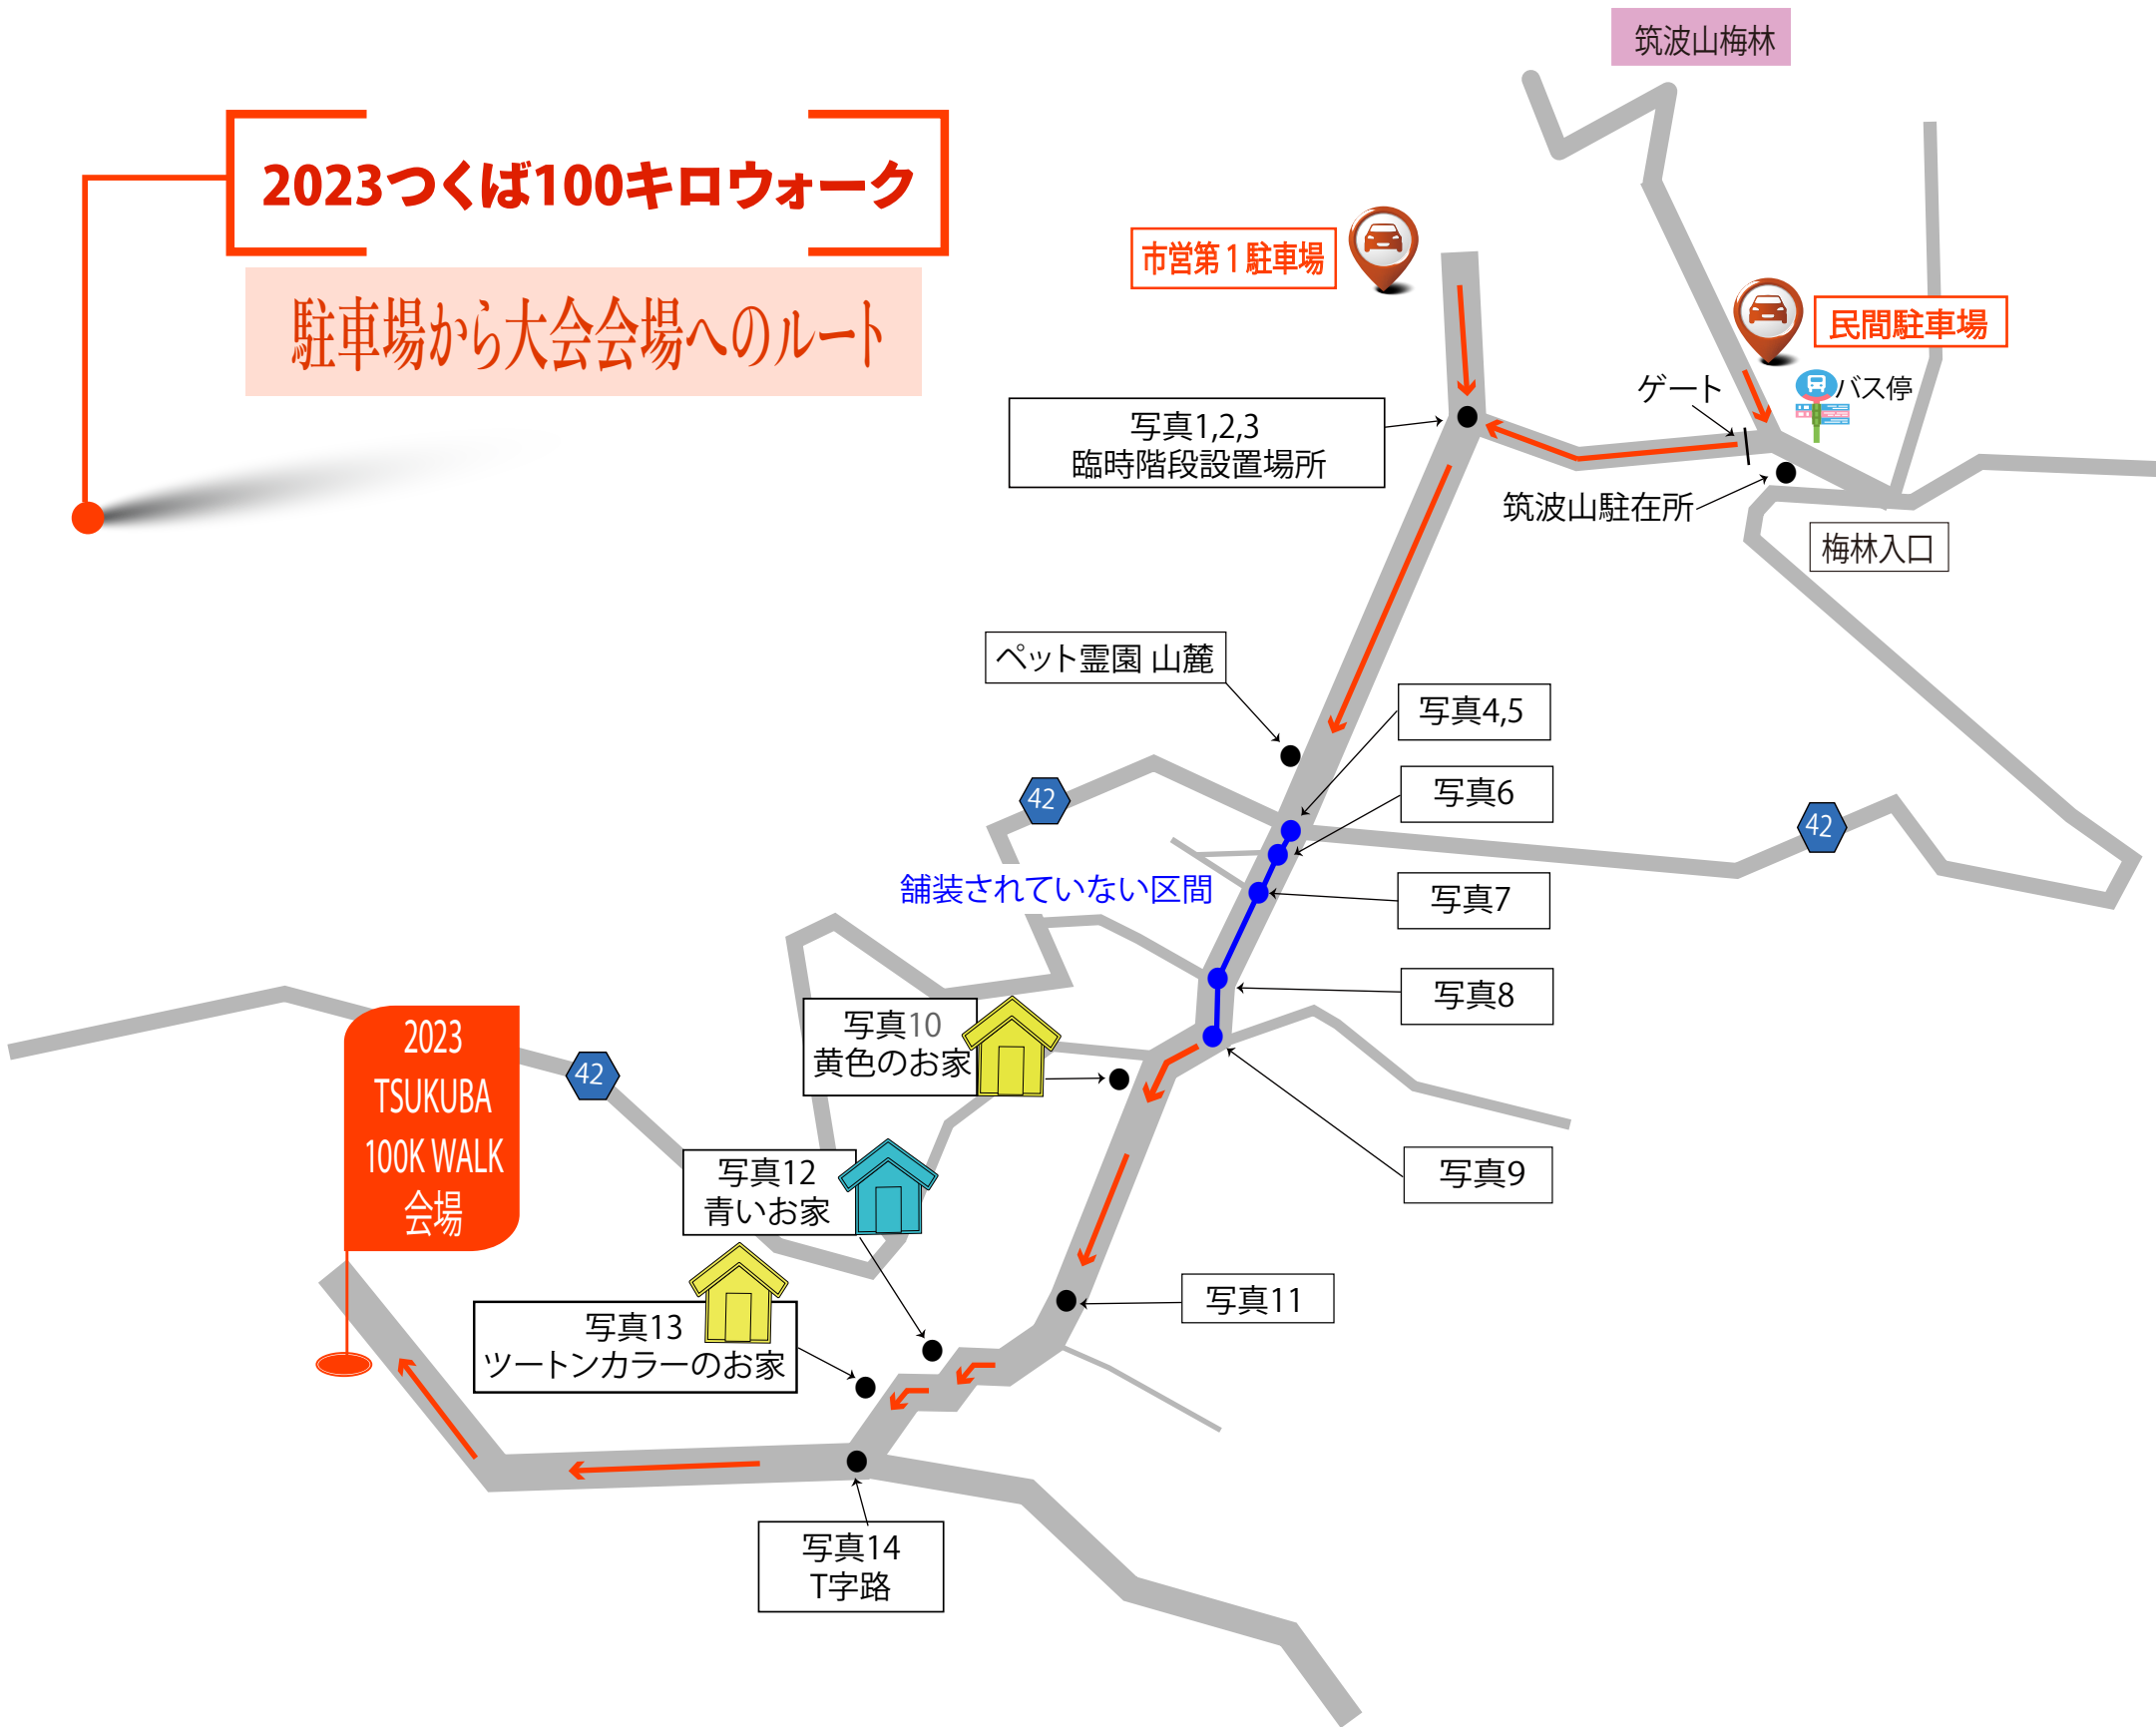 筑波山梅林
2023つくば100キロウォーク
駐車場から大会会場へのルート
市営第1駐車場
民間駐車場
ゲート
バス停
写真1,2,3
臨時階段設置場所
筑波山駐在所
梅林入口
ペット霊園 山麓
写真4,5
42
写真6
42
舗装されていない区間
写真7
写真8
2023
TSUKUBA
100K WALK
会場
42
写真10
黄色のお家
写真9
写真12
青いお家
写真11
写真13
ツートンカラーのお家
写真14
T字路